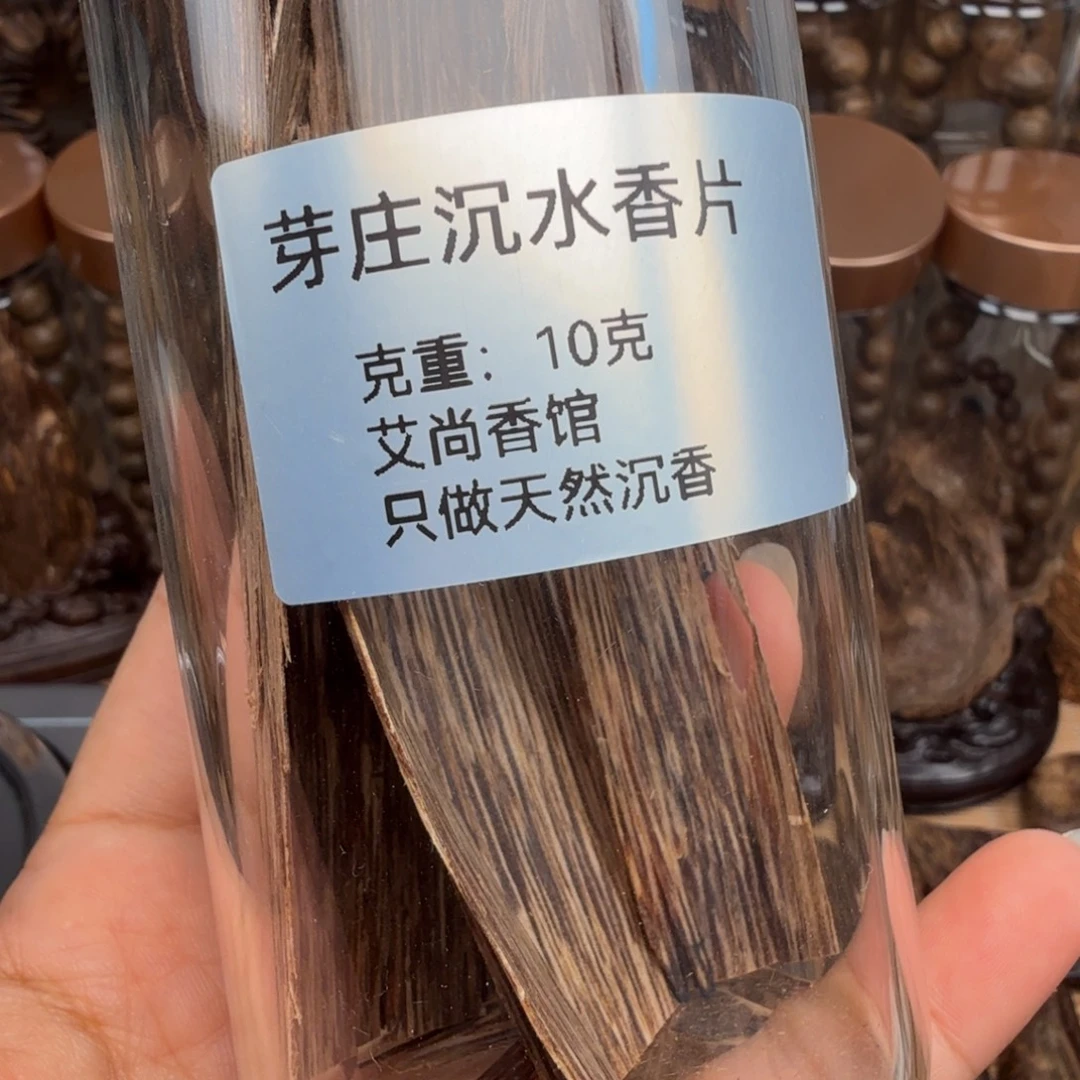 芽庄沉水香片
克重：10克
艾尚香馆
只做天然沉香